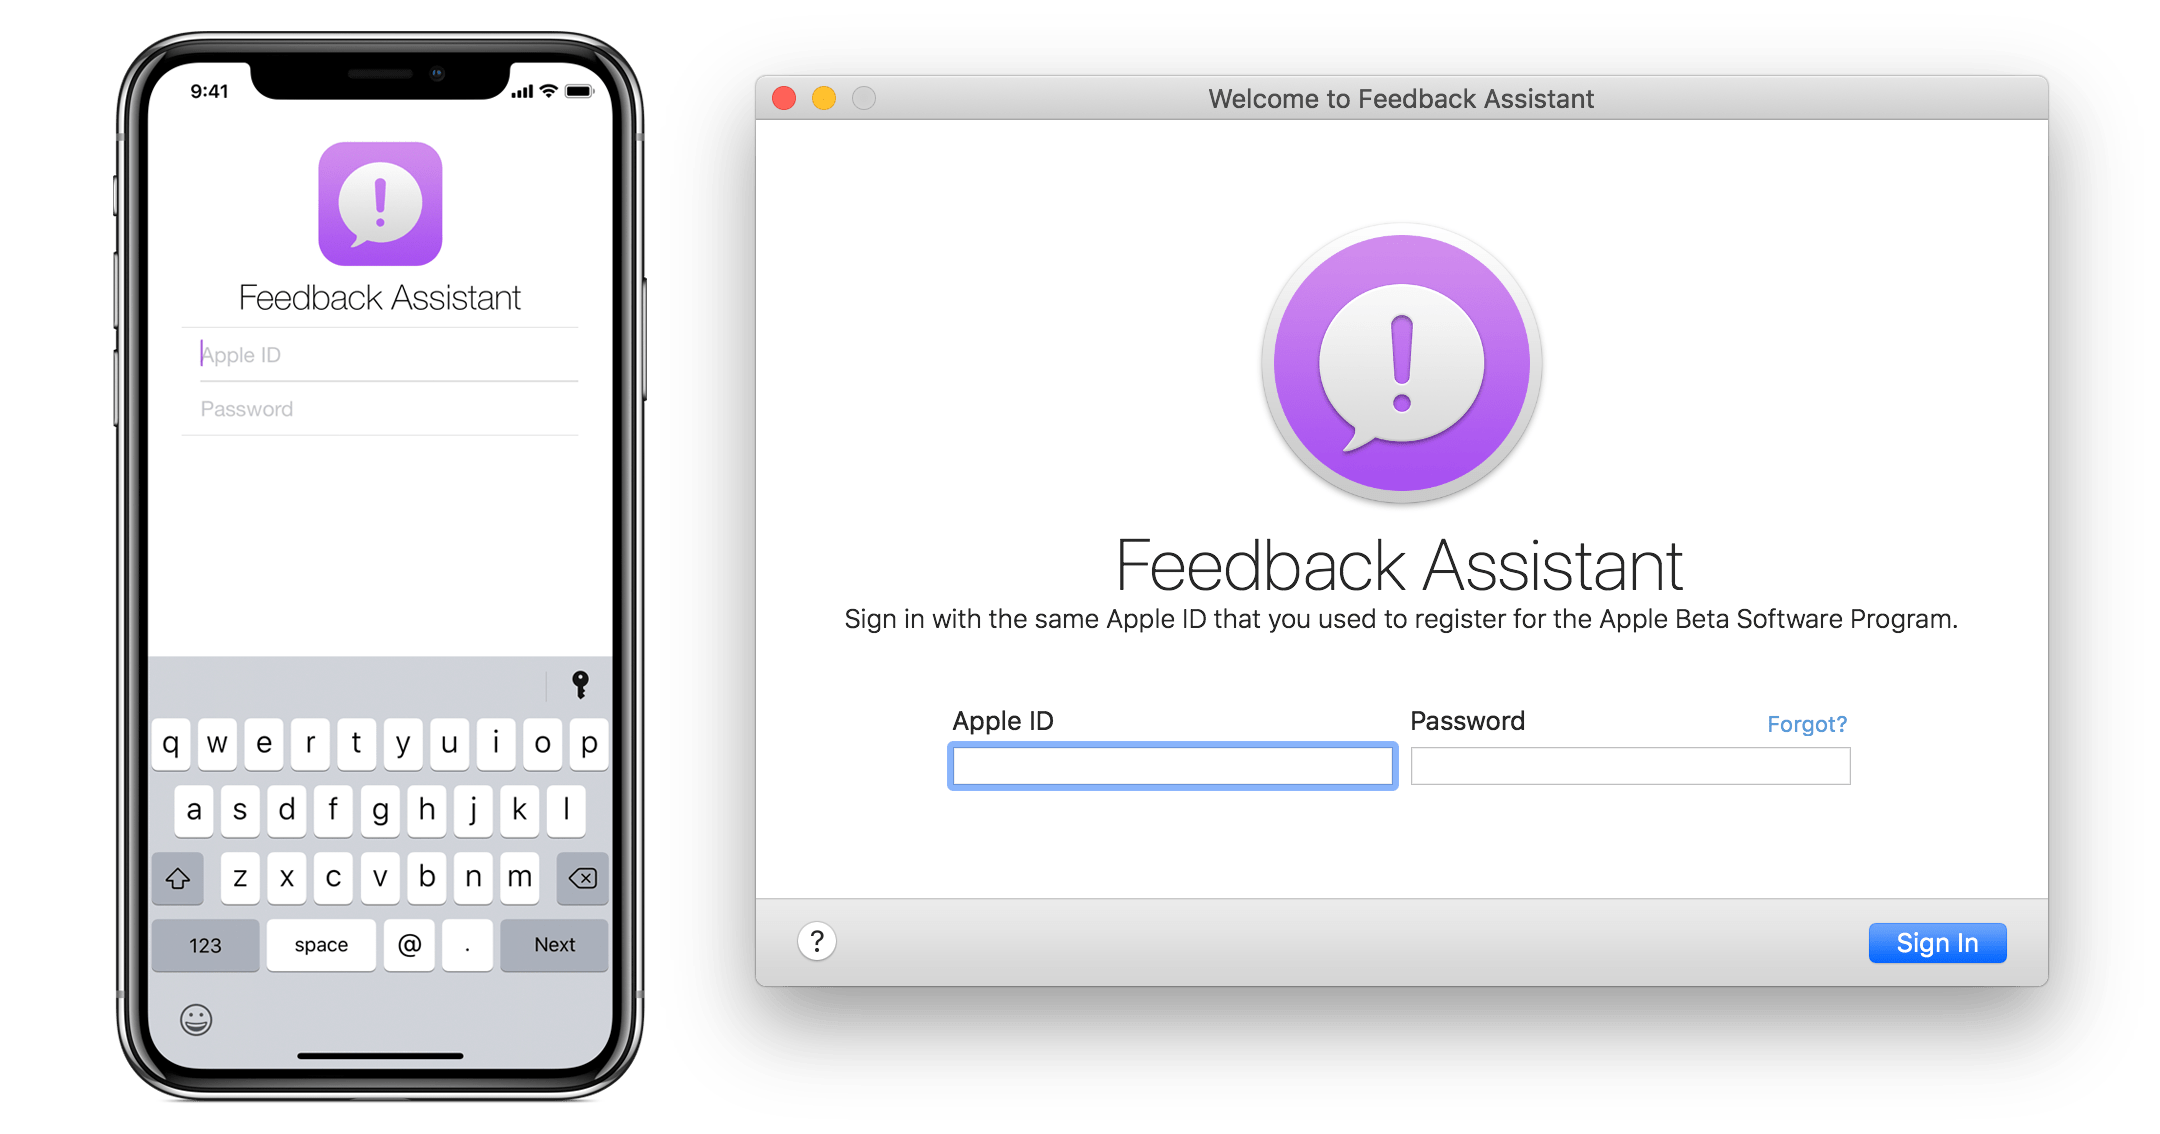 9:41
Feedback Assistant
Apple ID
Password
q w e r t y u i o p
a s d f g h j k l
z x c v b n m
123 space @ . Next
Welcome to Feedback Assistant
!
Feedback Assistant
Sign in with the same Apple ID that you used to register for the Apple Beta Software Program.
Apple ID Password Forgot?
? Sign In